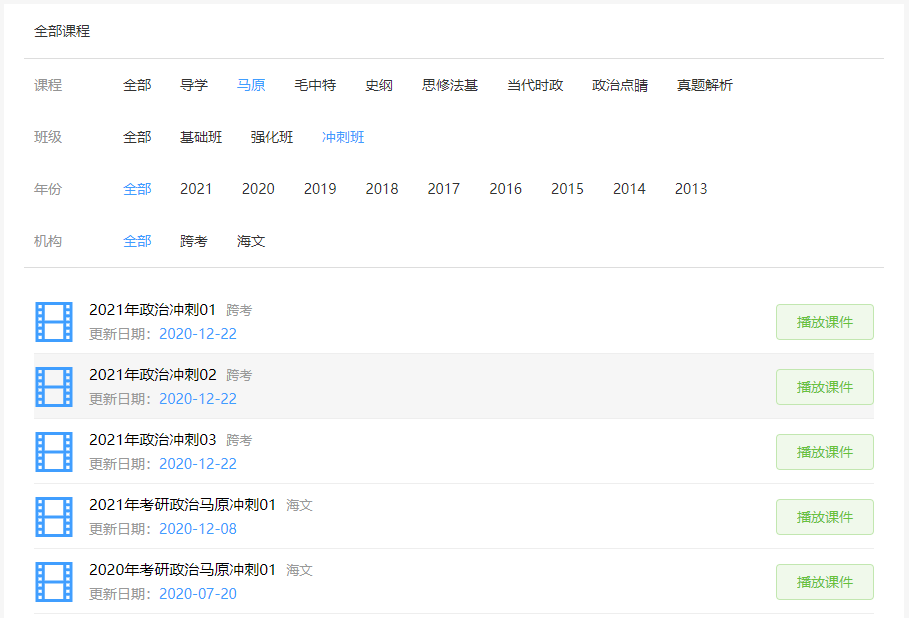 全部课程
课程 全部 导学 马原 毛中特 史纲 思修法基 当代时政 政治点睛 真题解析
班级 全部 基础班 强化班 冲刺班
年份 全部 2021 2020 2019 2018 2017 2016 2015 2014 2013
机构 全部 跨考 海文
2021年政治冲刺01 跨考
更新日期：2020-12-22
播放课件
2021年政治冲刺02 跨考
更新日期：2020-12-22
播放课件
2021年政治冲刺03 跨考
更新日期：2020-12-22
播放课件
2021年考研政治马原冲刺01 海文
更新日期：2020-12-08
播放课件
2020年考研政治马原冲刺01 海文
更新日期：2020-07-20
播放课件